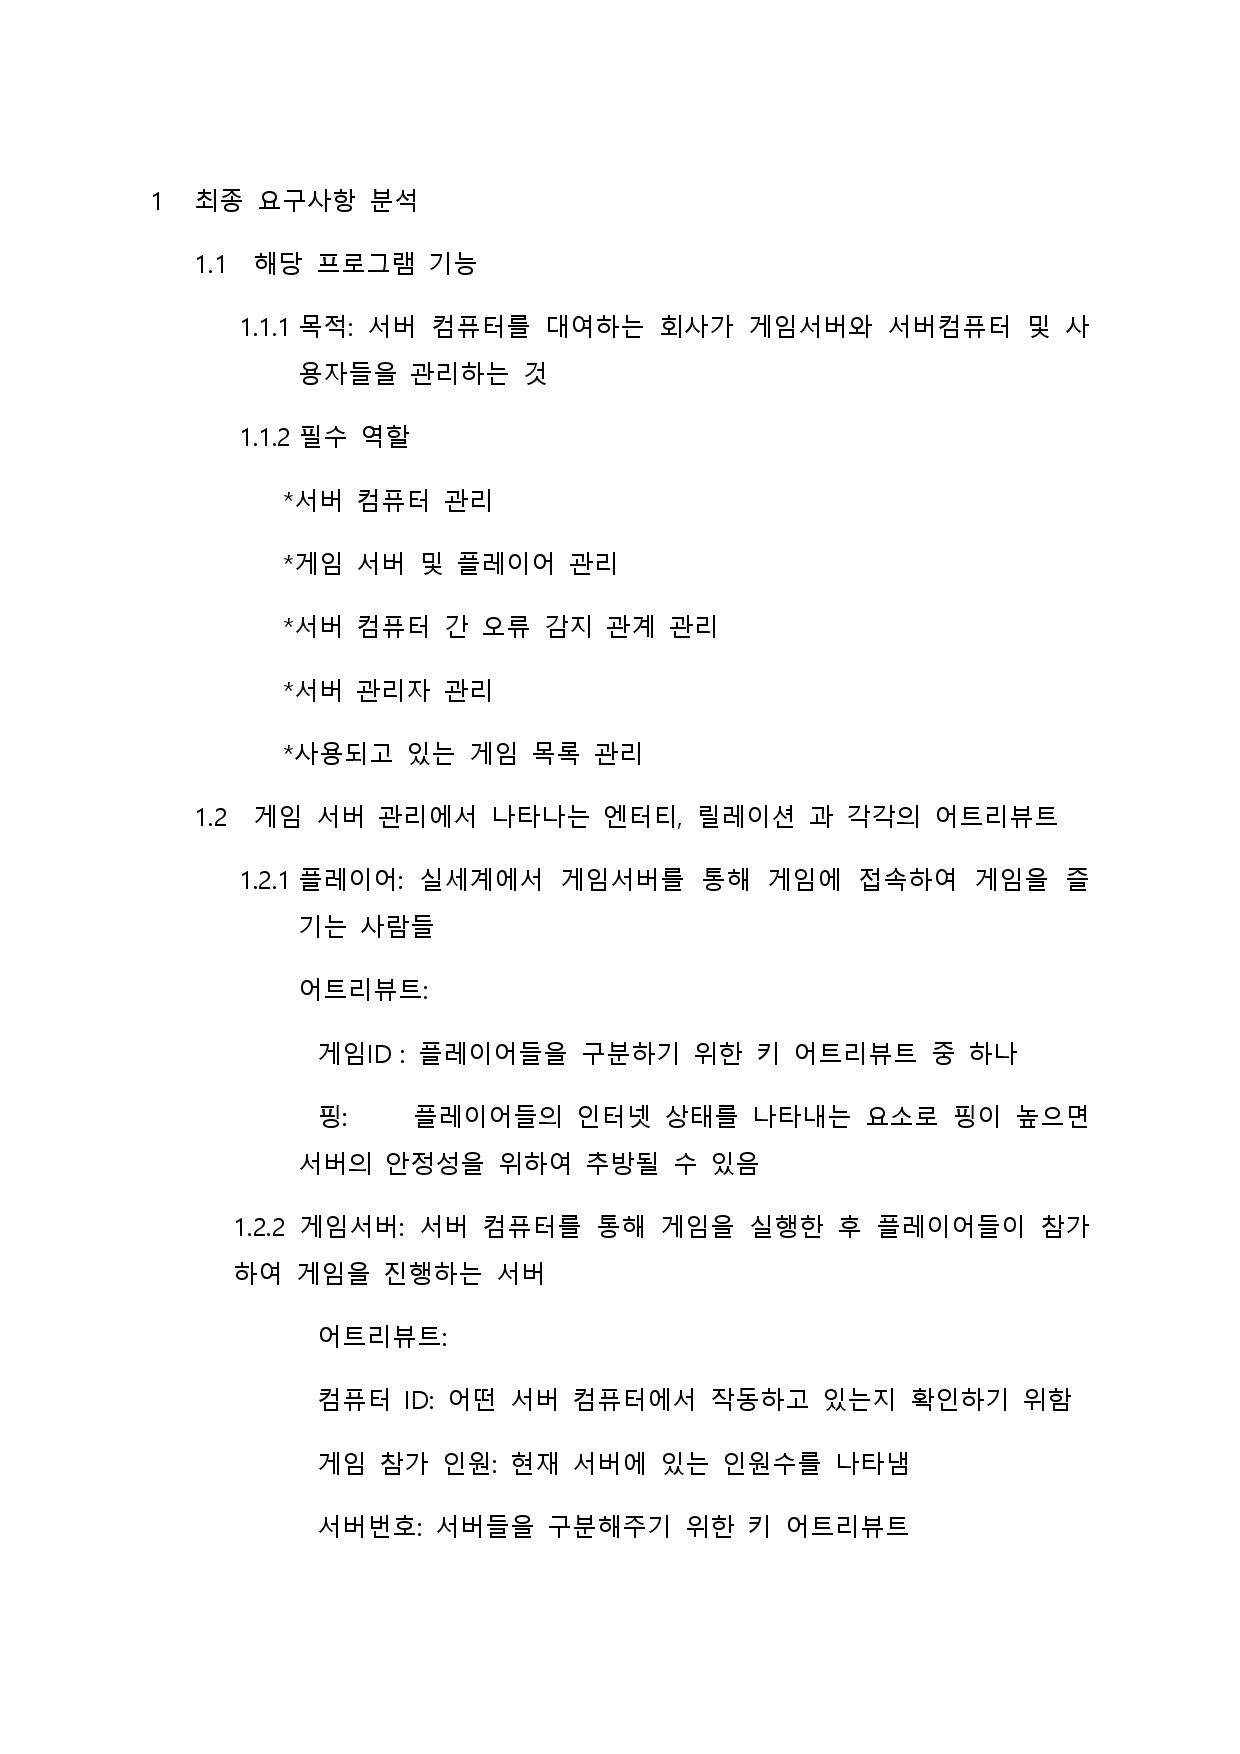 1 최종 요구사항 분석
1.1 해당 프로그램 기능
1.1.1 목적: 서버 컴퓨터를 대여하는 회사가 게임서버와 서버컴퓨터 및 사
용자들을 관리하는 것
1.1.2 필수 역할
*서버 컴퓨터 관리
*게임 서버 및 플레이어 관리
*서버 컴퓨터 간 오류 감지 관계 관리
*서버 관리자 관리
*사용되고 있는 게임 목록 관리
1.2 게임 서버 관리에서 나타나는 엔터티, 릴레이션 과 각각의 어트리뷰트
1.2.1 플레이어: 실세계에서 게임서버를 통해 게임에 접속하여 게임을 즐
기는 사람들
어트리뷰트:
게임ID : 플레이어들을 구분하기 위한 키 어트리뷰트 중 하나
핑: 플레이어들의 인터넷 상태를 나타내는 요소로 핑이 높으면
서버의 안정성을 위하여 추방될 수 있음
1.2.2 게임서버: 서버 컴퓨터를 통해 게임을 실행한 후 플레이어들이 참가
하여 게임을 진행하는 서버
어트리뷰트:
컴퓨터 ID: 어떤 서버 컴퓨터에서 작동하고 있는지 확인하기 위함
게임 참가 인원: 현재 서버에 있는 인원수를 나타냄
서버번호: 서버들을 구분해주기 위한 키 어트리뷰트